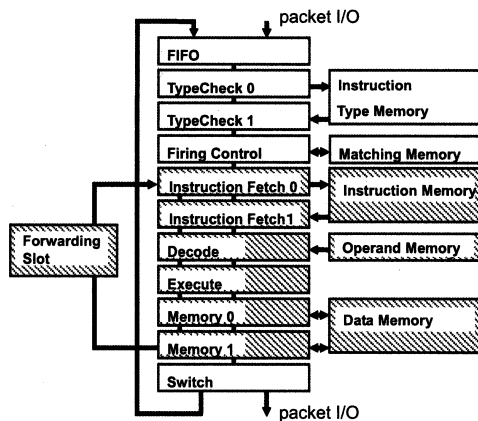 packet I/O
FIFO
TypeCheck 0
TypeCheck 1
Firing Control
Instruction Fetch 0
Instruction Fetch1
Decode
Execute
Memory 0
Memory 1
Switch
packet I/O
Instruction
Type Memory
Matching Memory
Instruction Memory
Operand Memory
Data Memory
Forwarding
Slot